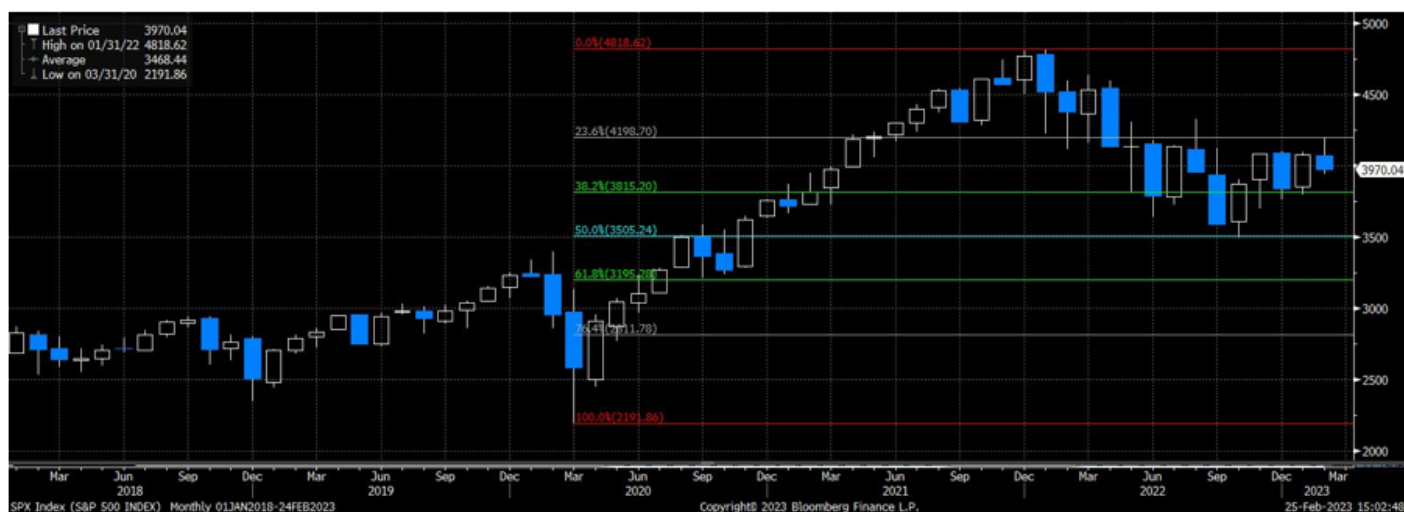 Last Price 3970.04
High on 01/31/22 4818.62
Average 3468.44
Low on 03/31/20 2191.86
0.0%(4818.62)
23.6%(4198.70)
38.2%(3815.20)
50.0%(3505.24)
61.8%(3195.28)
76.4%(2811.78)
100.0%(2191.86)
5000
4500
3970.04
3500
3000
2500
2000
Mar Jun Sep Dec Mar Jun Sep Dec Mar Jun Sep Dec Mar Jun Sep Dec Mar Jun Sep Dec Mar
2018 2019 2020 2021 2022 2023
SPX Index (S&P 500 INDEX) Monthly 01JAN2018-24FEB2023 Copyright© 2023 Bloomberg Finance L.P. 25-Feb-2023 15:02:48